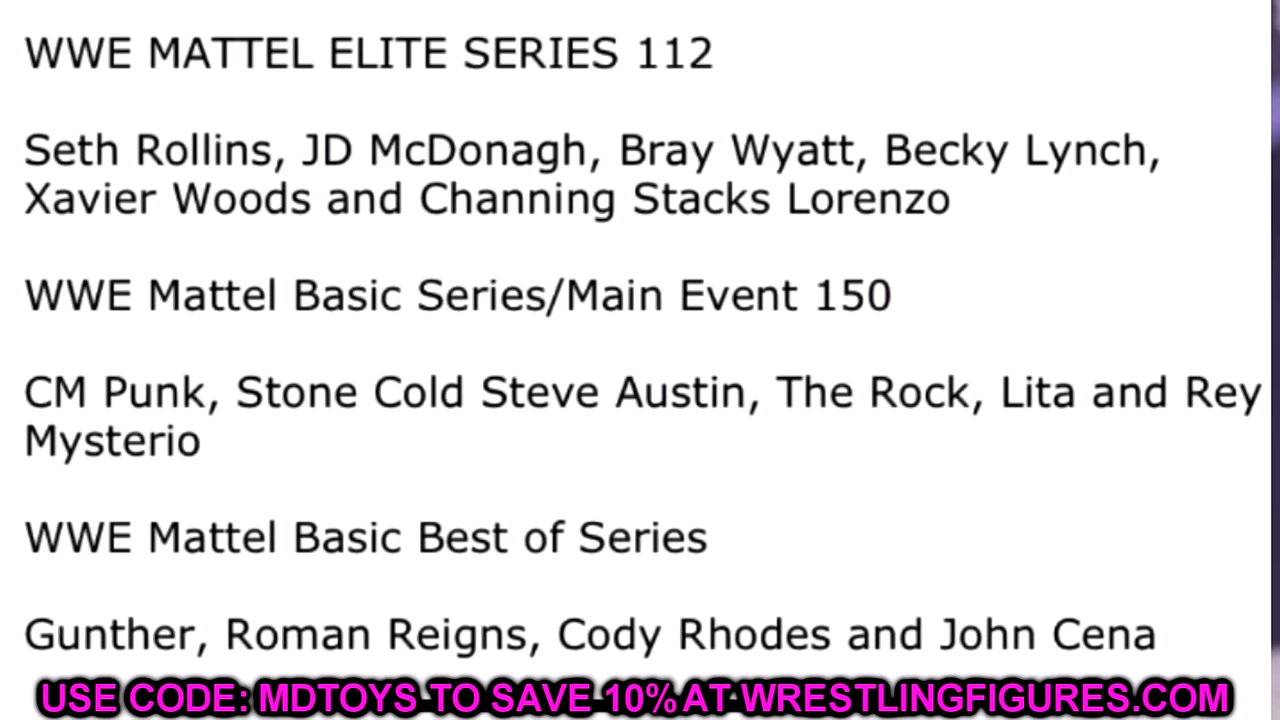 WWE MATTEL ELITE SERIES 112
Seth Rollins, JD McDonagh, Bray Wyatt, Becky Lynch,
Xavier Woods and Channing Stacks Lorenzo
WWE Mattel Basic Series/Main Event 150
CM Punk, Stone Cold Steve Austin, The Rock, Lita and Rey
Mysterio
WWE Mattel Basic Best of Series
Gunther, Roman Reigns, Cody Rhodes and John Cena
USE CODE: MDTOYS TO SAVE 10% AT WRESTLINGFIGURES.COM